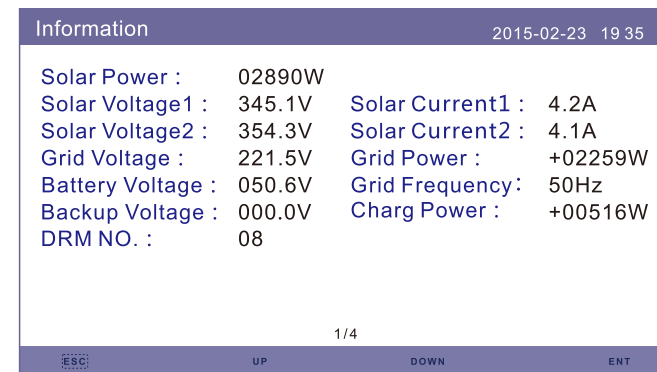 Information 2015-02-23 19 35
Solar Power : 02890W
Solar Voltage1 : 345.1V Solar Current1 : 4.2A
Solar Voltage2 : 354.3V Solar Current2 : 4.1A
Grid Voltage : 221.5V Grid Power : +02259W
Battery Voltage : 050.6V Grid Frequency: 50Hz
Backup Voltage : 000.0V Charg Power : +00516W
DRM NO. : 08
1/4
ESC UP DOWN ENT